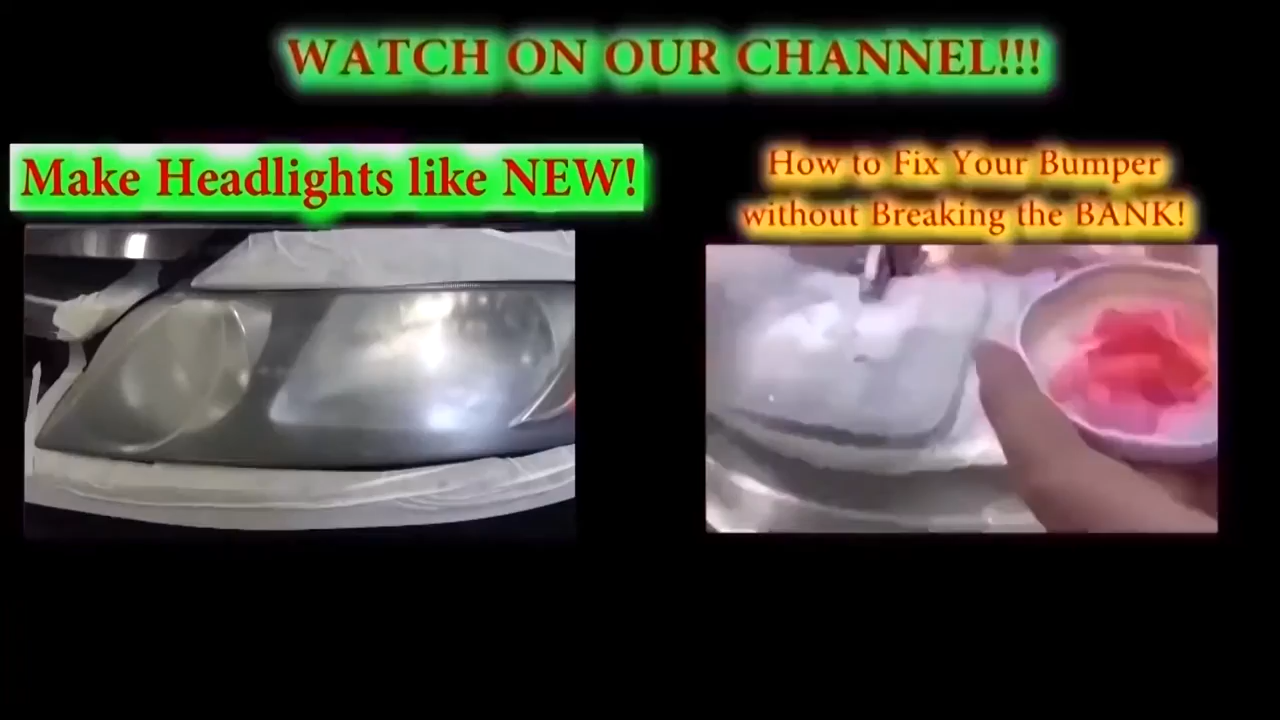 WATCH ON OUR CHANNEL!!!
Make Headlights like NEW!
How to Fix Your Bumper
without Breaking the BANK!